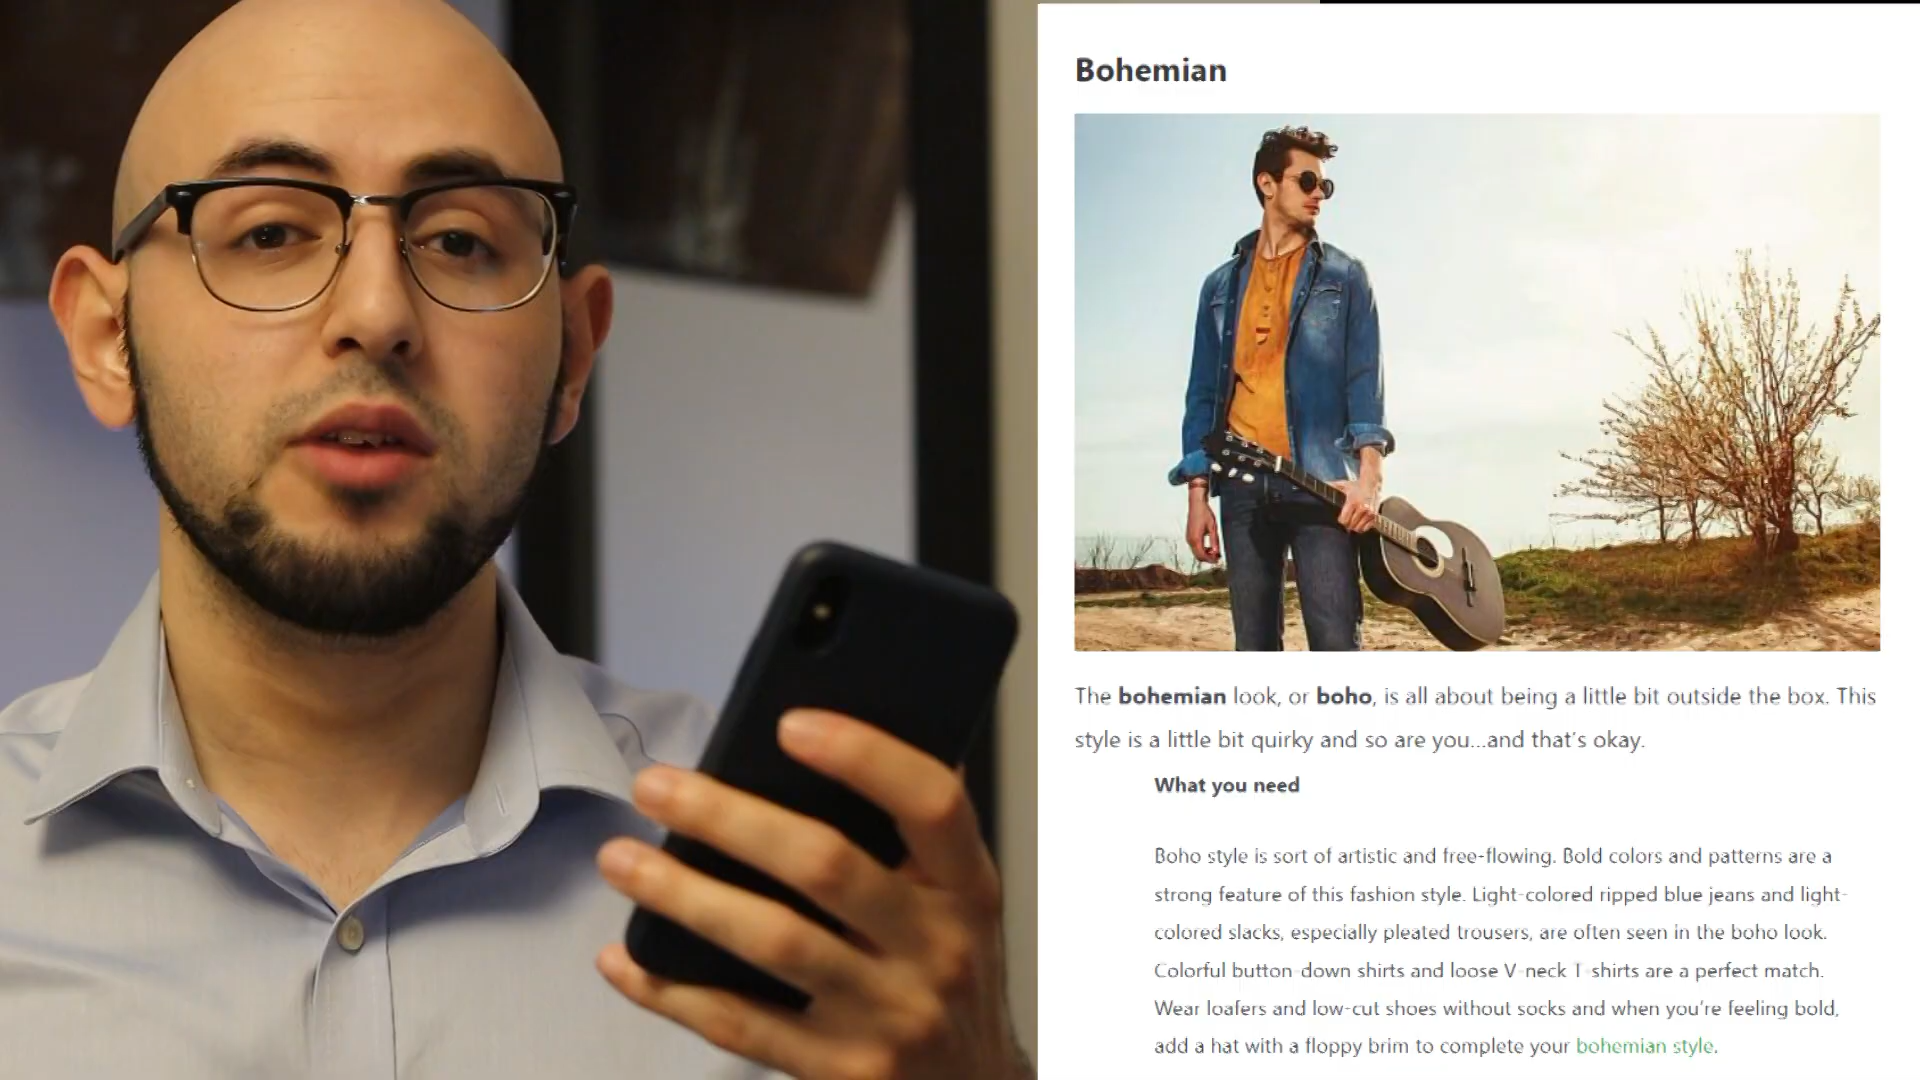 Bohemian
The bohemian look, or boho, is all about being a little bit outside the box. This
style is a little bit quirky and so are you...and that's okay.
What you need
Boho style is sort of artistic and free-flowing. Bold colors and patterns are a
strong feature of this fashion style. Light-colored ripped blue jeans and light-
colored slacks, especially pleated trousers, are often seen in the boho look.
Colorful button-down shirts and loose V-neck T-shirts are a perfect match.
Wear loafers and low-cut shoes without socks and when you're feeling bold,
add a hat with a floppy brim to complete your bohemian style.